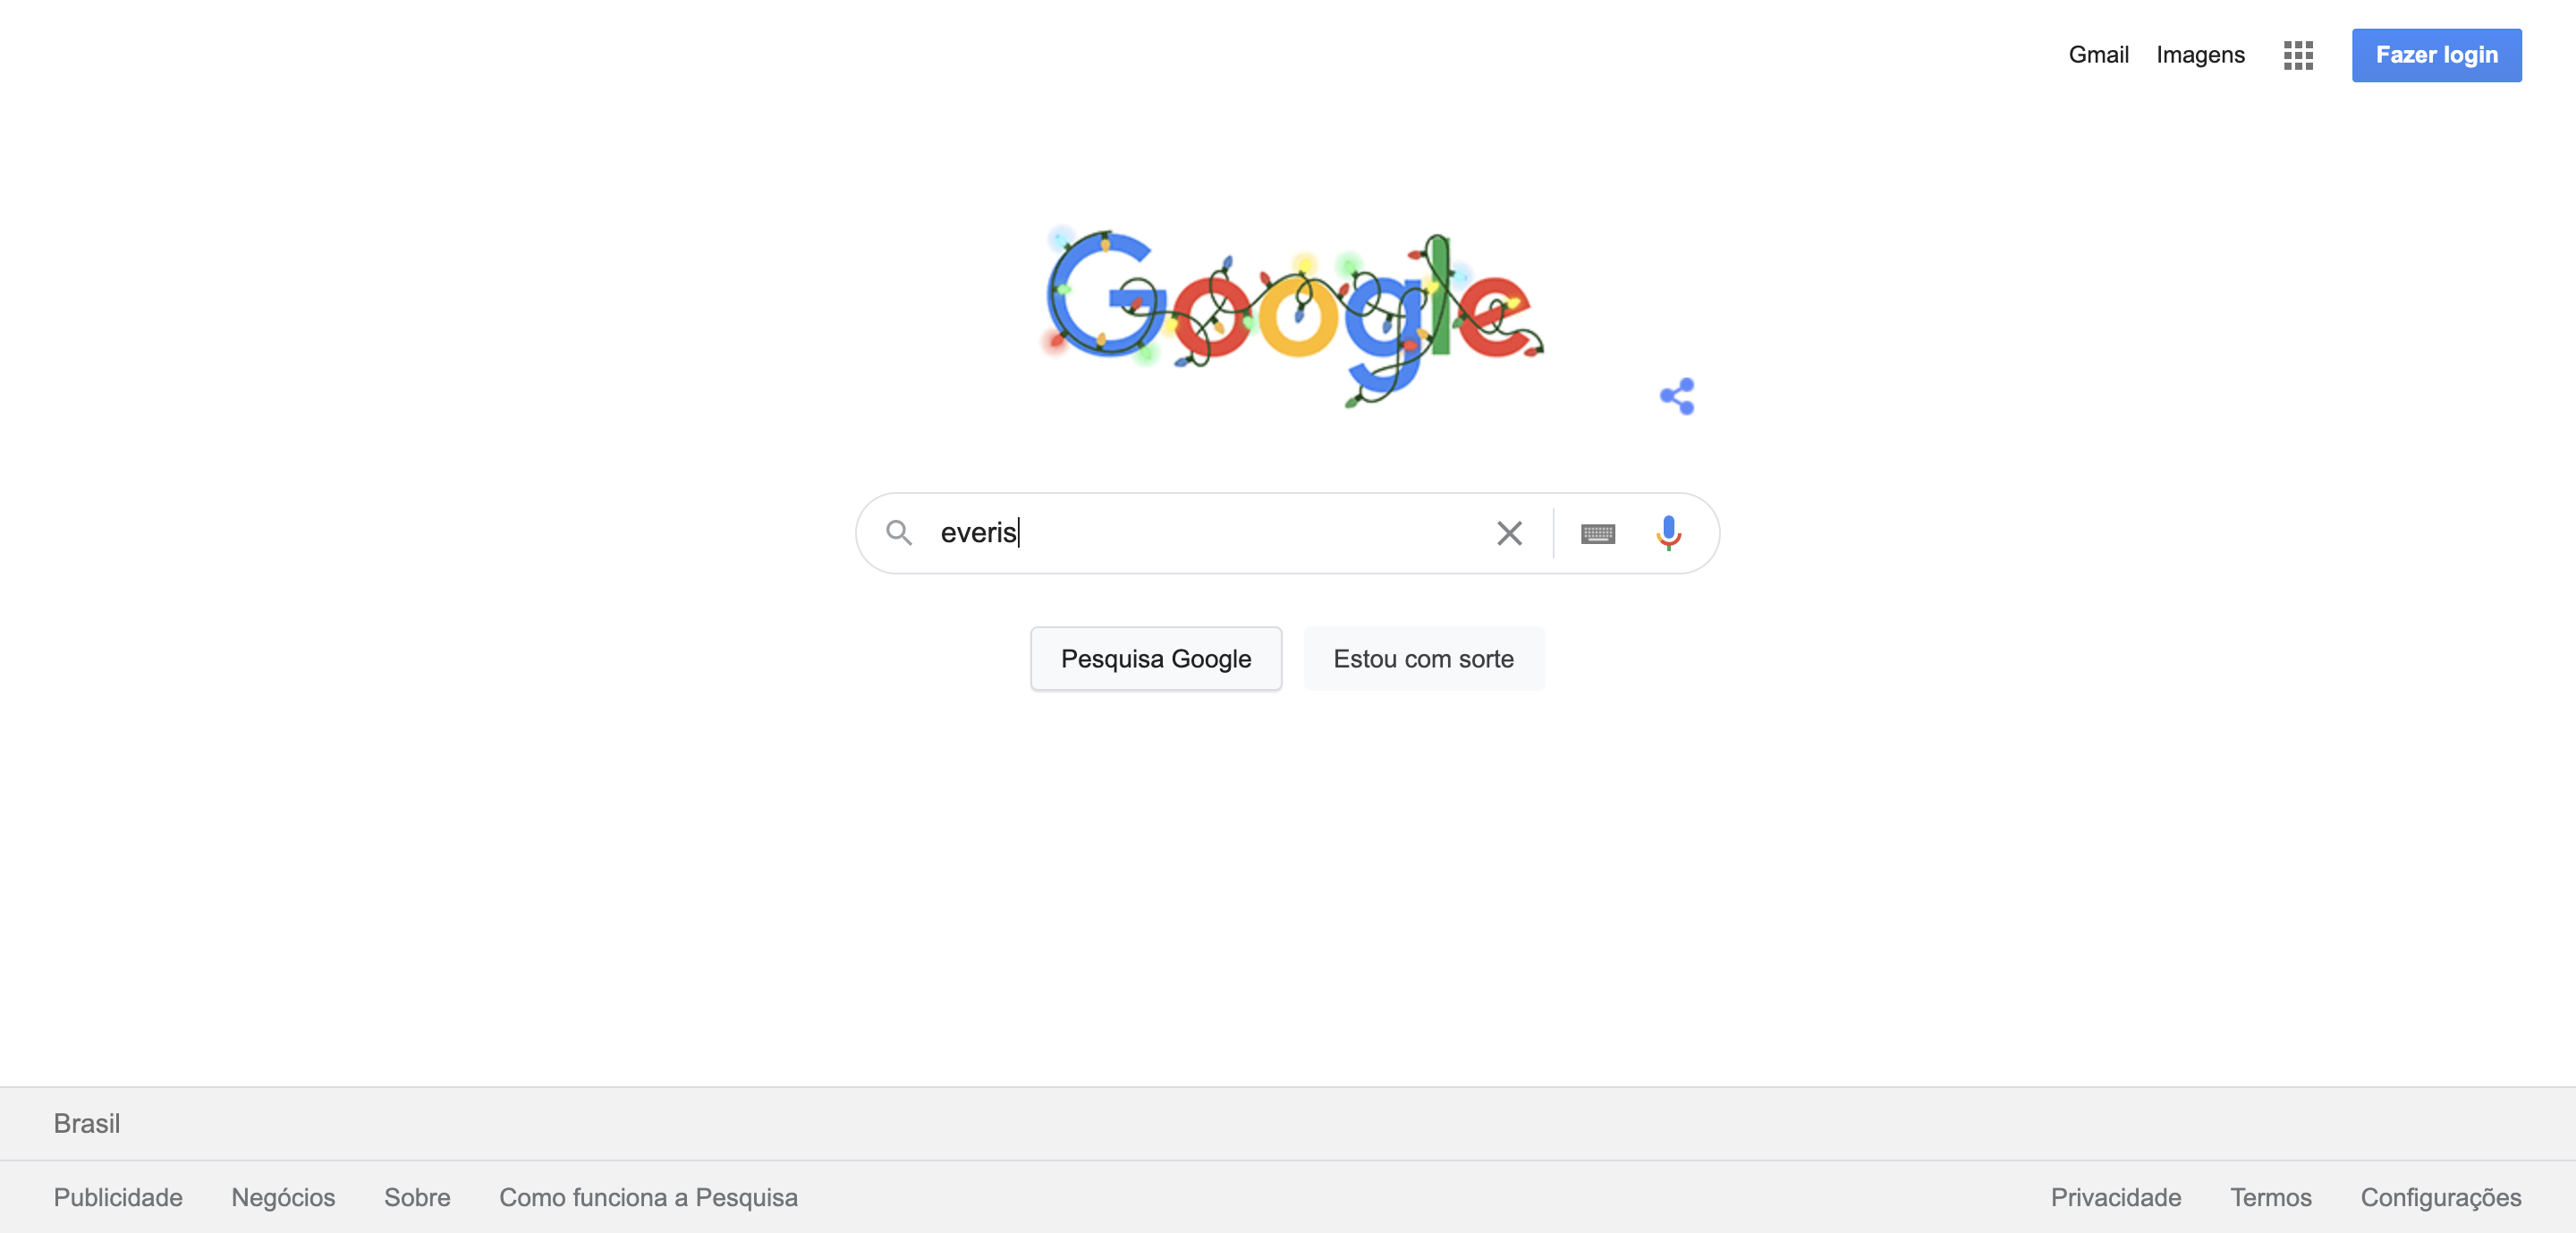 Gmail Imagens Fazer login
Google
everis
Pesquisa Google Estou com sorte
Brasil
Publicidade Negócios Sobre Como funciona a Pesquisa Privacidade Termos Configurações